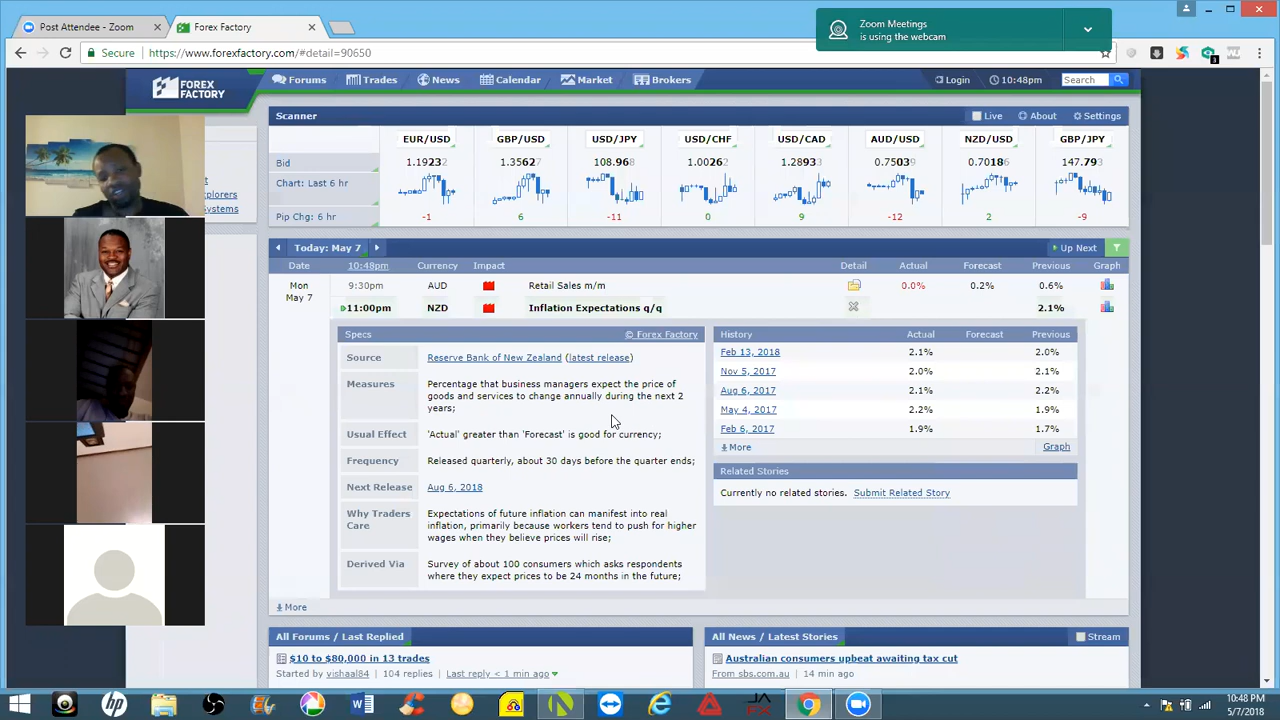 Post Attendee - Zoom
Forex Factory
Zoom Meetings
is using the webcam
Secure
https://www.forexfactory.com/#detail=90650
3
FOREX
FACTORY
Forums
Trades
News
Calendar
Market
Brokers
Login
10:48pm
Search
Scanner
Live
About
Settings
EUR/USD
GBP/USD
USD/JPY
USD/CHF
USD/CAD
AUD/USD
NZD/USD
GBP/JPY
Bid
1.19232
1.35627
108.968
1.00262
1.28933
0.75039
0.70186
147.793
Chart: Last 6 hr
Pip Chg: 6 hr
-1
6
-11
0
9
-12
2
-9
plorers
Systems
Today: May 7
Up Next
Date
10:48pm
Currency
Impact
Detail
Actual
Forecast
Previous
Graph
Mon
May 7
9:30pm
AUD
Retail Sales m/m
0.0%
0.2%
0.6%
11:00pm
NZD
Inflation Expectations q/q
2.1%
Specs
© Forex Factory
Source
Reserve Bank of New Zealand (latest release)
Measures
Percentage that business managers expect the price of
goods and services to change annually during the next 2
years;
Usual Effect
'Actual' greater than 'Forecast' is good for currency;
Frequency
Released quarterly, about 30 days before the quarter ends;
Next Release
Aug 6, 2018
Why Traders
Care
Expectations of future inflation can manifest into real
inflation, primarily because workers tend to push for higher
wages when they believe prices will rise;
Derived Via
Survey of about 100 consumers which asks respondents
where they expect prices to be 24 months in the future;
History
Actual
Forecast
Previous
Feb 13, 2018
2.1%
2.0%
Nov 5, 2017
2.0%
2.1%
Aug 6, 2017
2.1%
2.2%
May 4, 2017
2.2%
1.9%
Feb 6, 2017
1.9%
1.7%
More
Graph
Related Stories
Currently no related stories. Submit Related Story
More
All Forums / Last Replied
$10 to $80,000 in 13 trades
Started by vishaal84 | 104 replies | Last reply < 1 min ago
All News / Latest Stories
Stream
Australian consumers upbeat awaiting tax cut
From sbs.com.au | 14 min ago
10:48 PM
5/7/2018